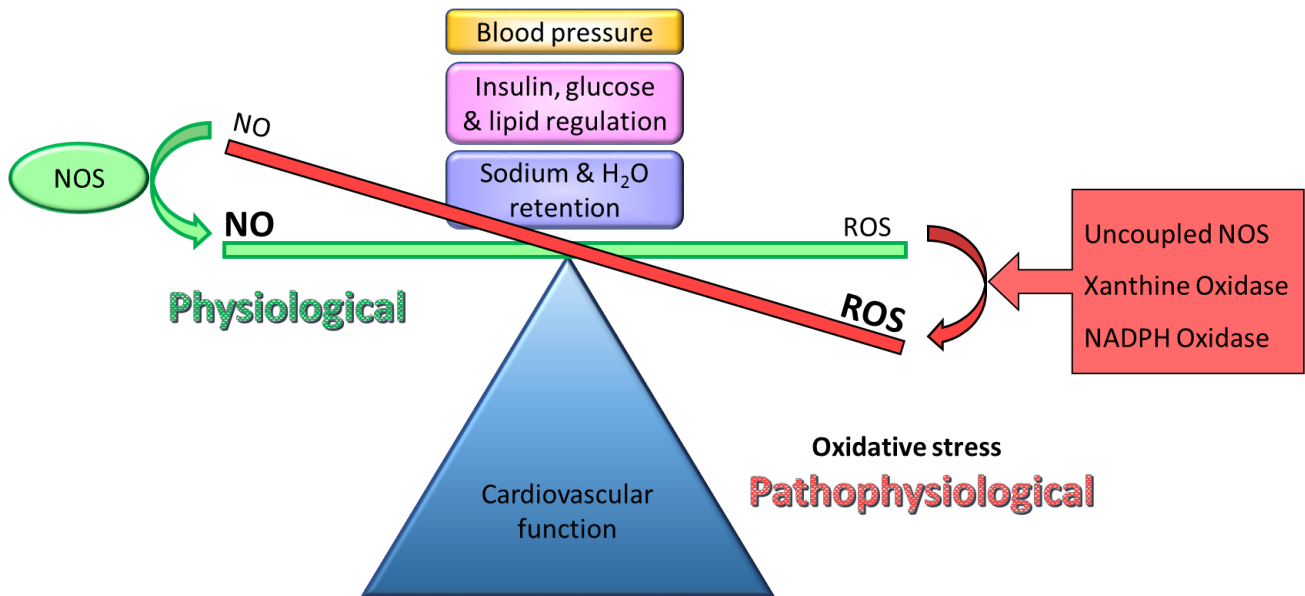 Blood pressure
Insulin, glucose
& lipid regulation
Sodium & H₂O
retention
NO
NOS
NO
ROS
Uncoupled NOS
Xanthine Oxidase
NADPH Oxidase
Physiological
ROS
Oxidative stress
Pathophysiological
Cardiovascular
function